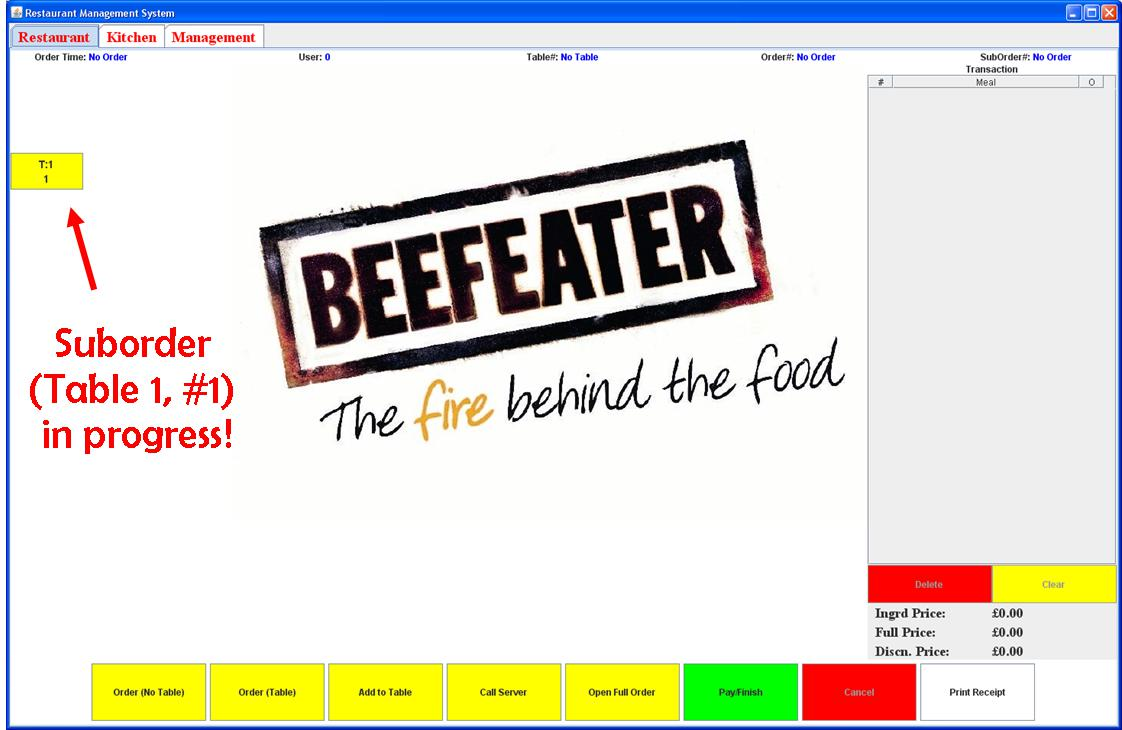 Restaurant Management System
Restaurant Kitchen Management
Order Time: No Order User: 0 Table#: No Table Order#: No Order SubOrder#: No Order
Transaction
# Meal O
T:1
1
BEEFEATER
The fire behind the food
Suborder
(Table 1, #1)
in progress!
Delete Clear
Ingrd Price: £0.00
Full Price: £0.00
Discn. Price: £0.00
Order (No Table) Order (Table) Add to Table Call Server Open Full Order Pay/Finish Cancel Print Receipt